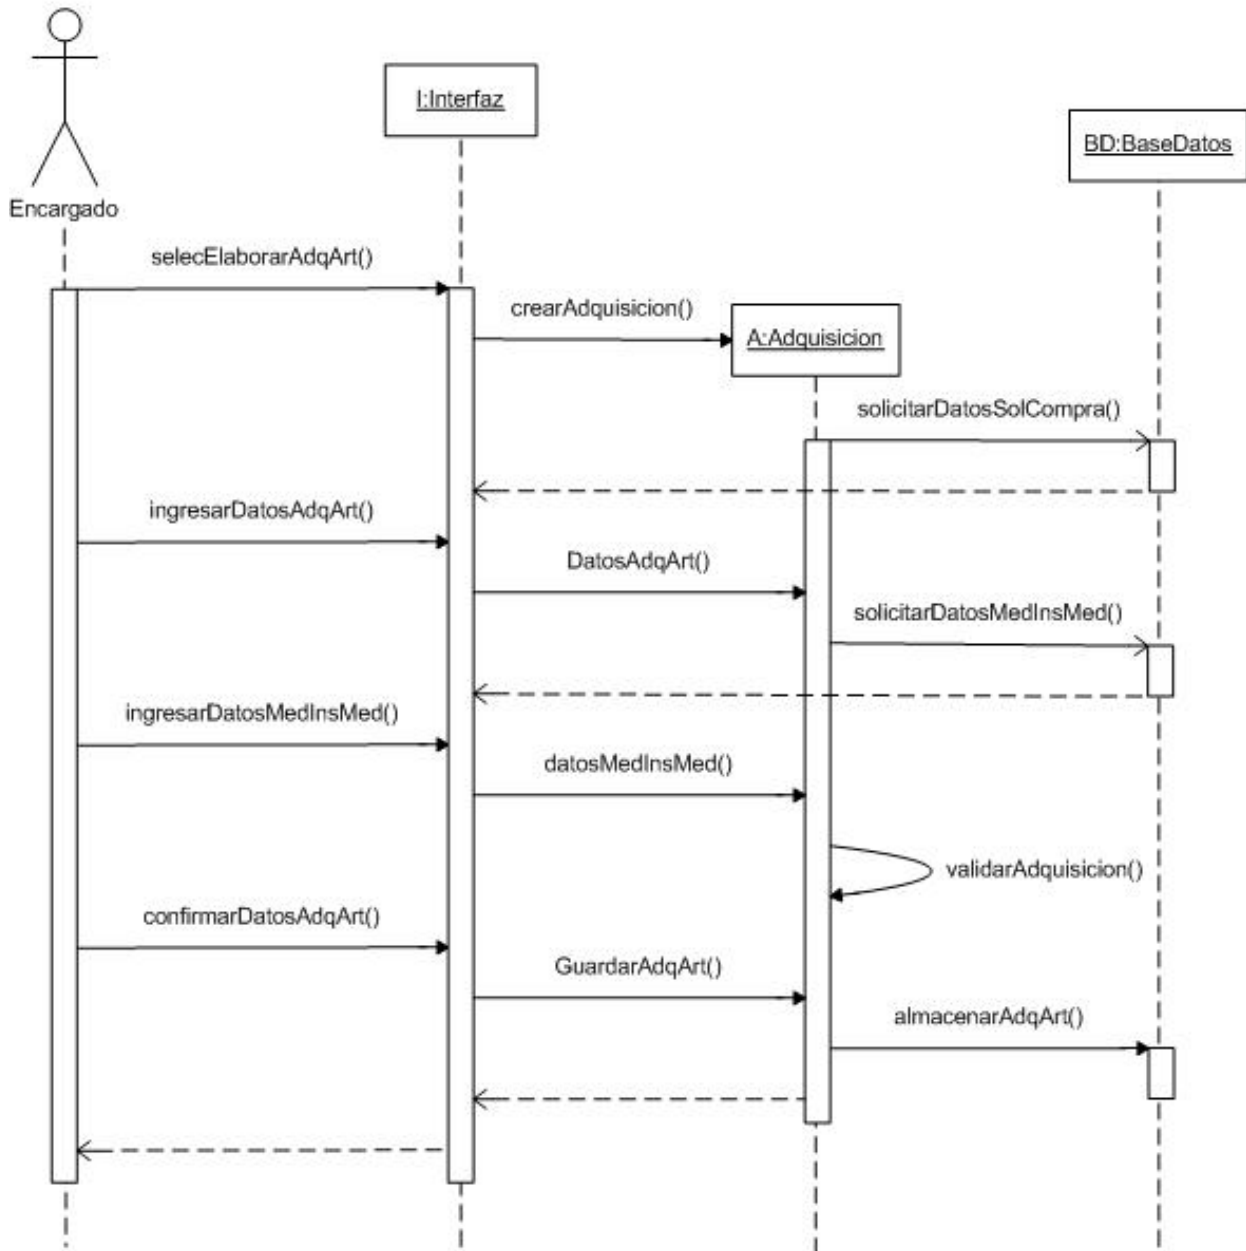 I:Interfaz
BD:BaseDatos
Encargado
selecElaborarAdqArt()
crearAdquisicion()
A:Adquisicion
solicitarDatosSolCompra()
ingresarDatosAdqArt()
DatosAdqArt()
solicitarDatosMedInsMed()
ingresarDatosMedInsMed()
datosMedInsMed()
validarAdquisicion()
confirmarDatosAdqArt()
GuardarAdqArt()
almacenarAdqArt()